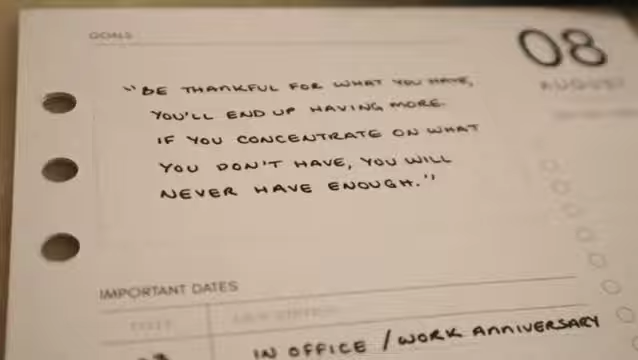 GOALS
08
AUGUST
"BE THANKFUL FOR WHAT YOU HAVE,
YOU'LL END UP HAVING MORE.
IF YOU CONCENTRATE ON WHAT
YOU DON'T HAVE, YOU WILL
NEVER HAVE ENOUGH."
IMPORTANT DATES
IN OFFICE / WORK ANNIVERSARY